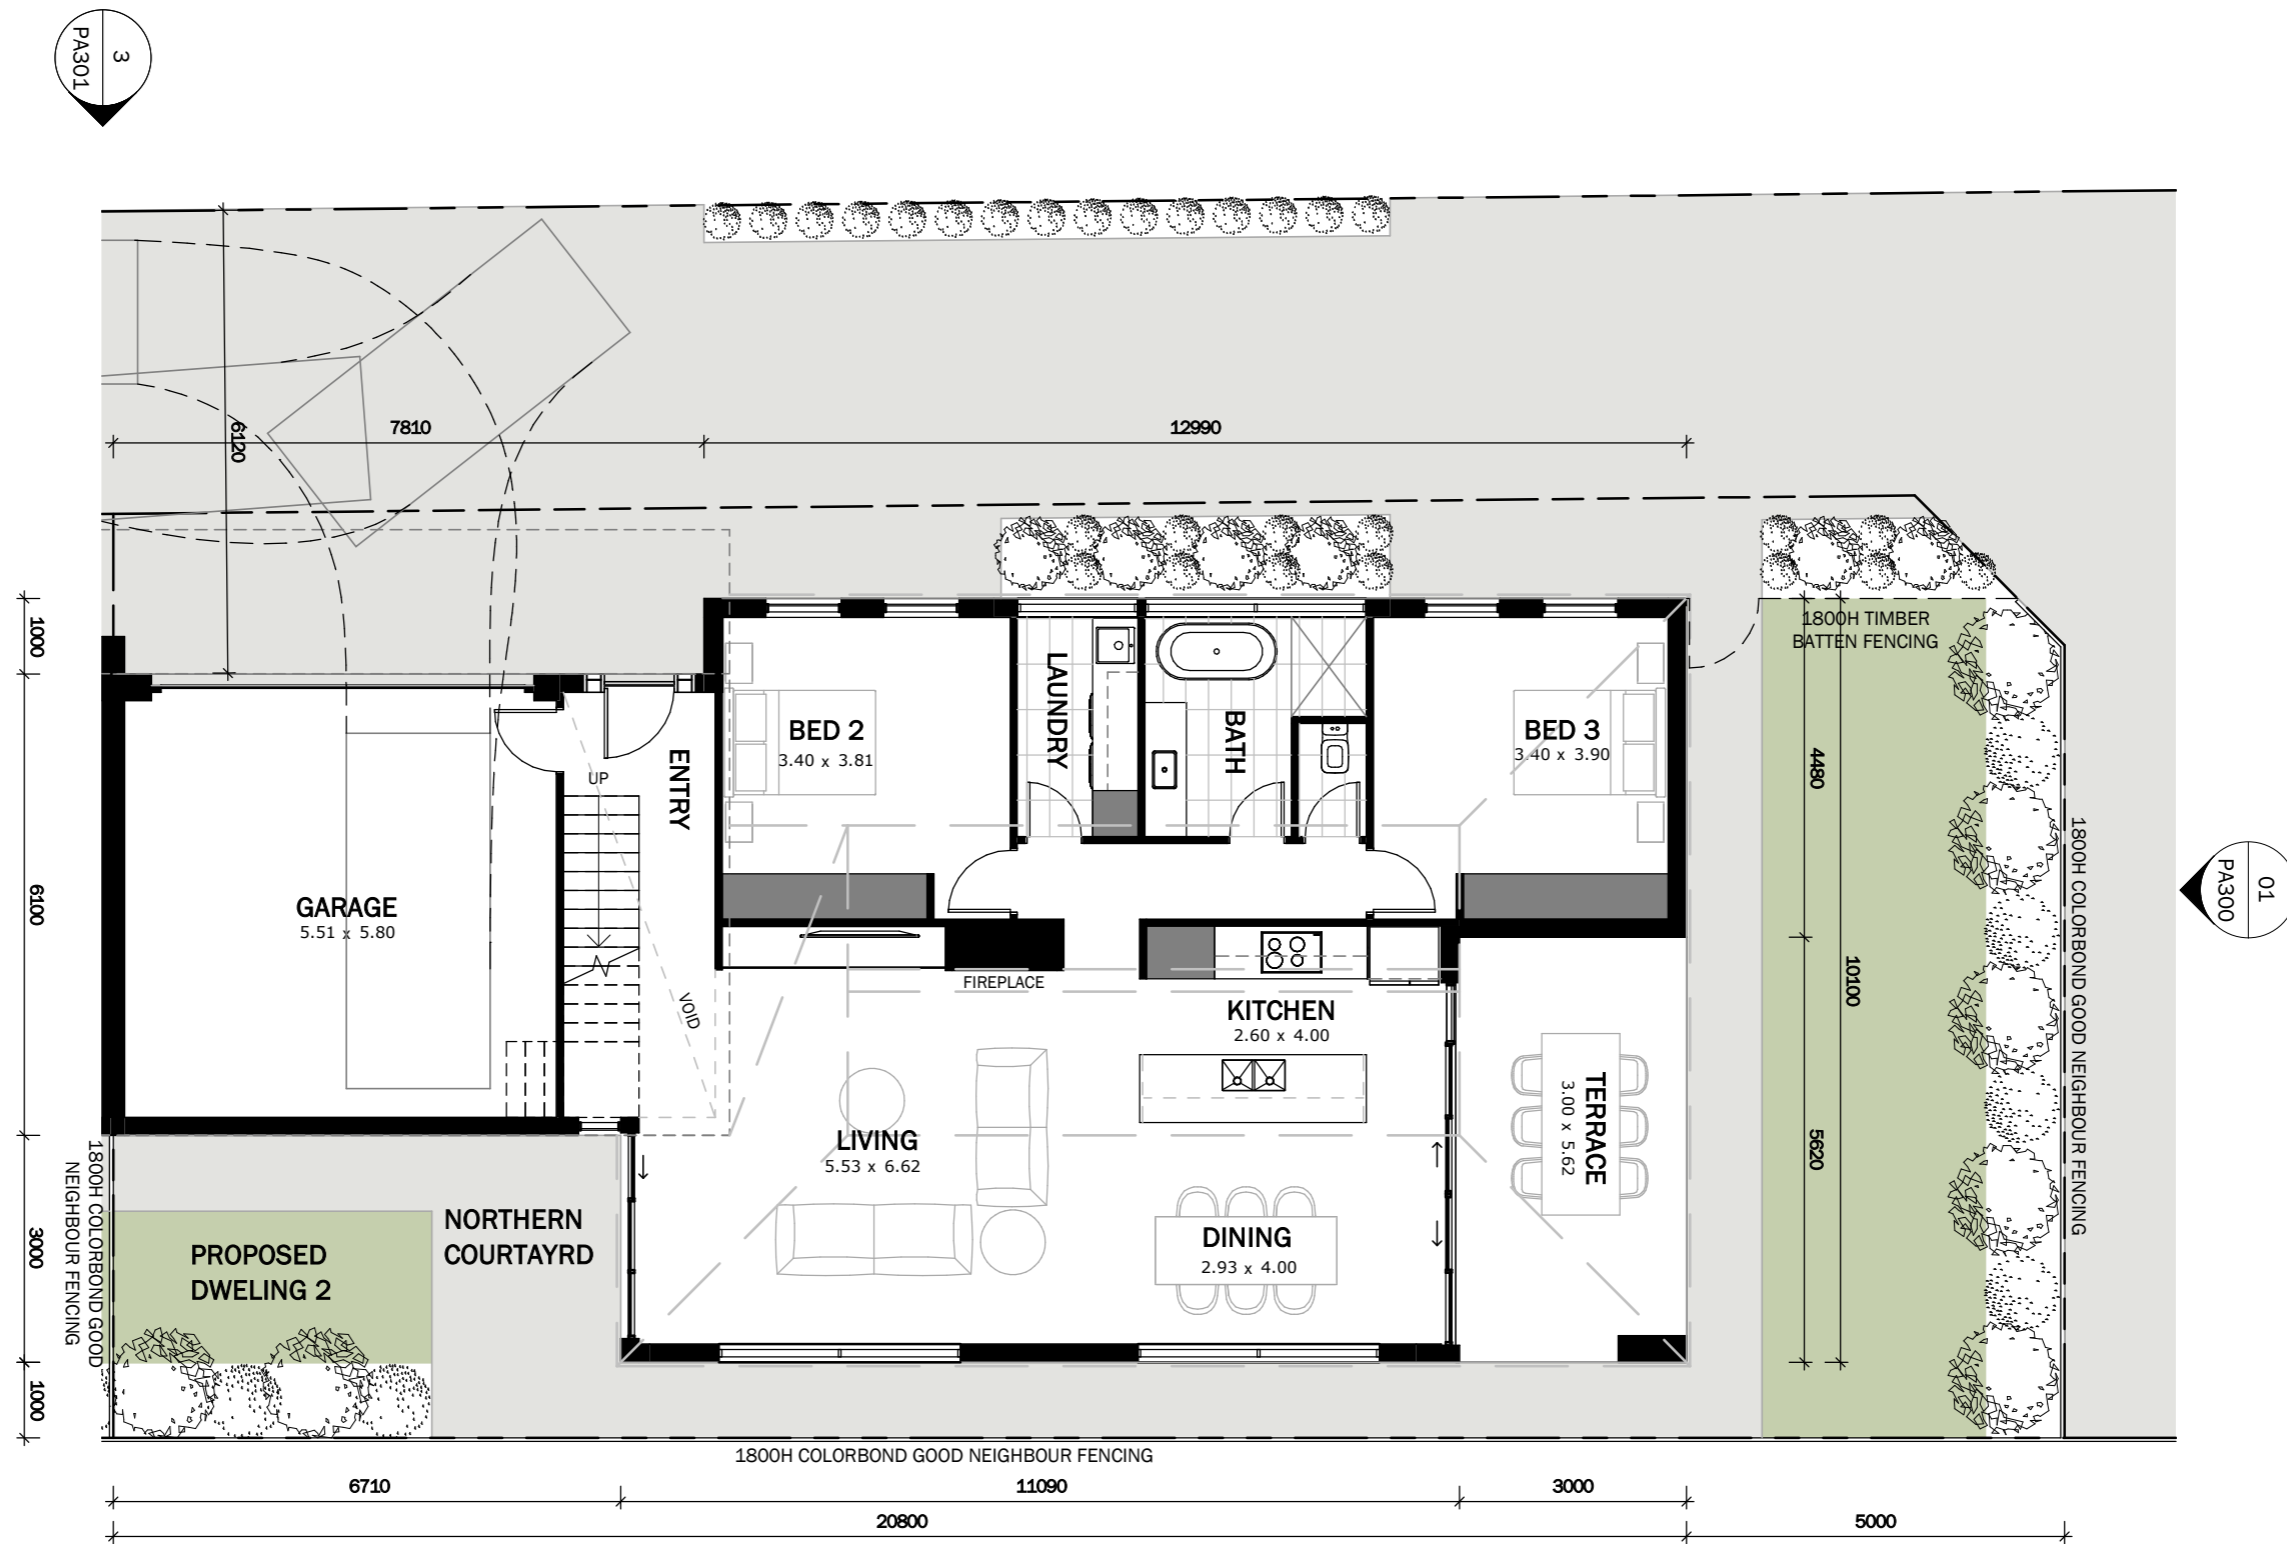 3
PA301
7810
12990
6120
1000
6100
3000
1000
1800H TIMBER
BATTEN FENCING
LAUNDRY
BATH
BED 2
3.40 x 3.81
BED 3
3.40 x 3.90
ENTRY
UP
4480
10100
5620
1800H COLORBOND GOOD NEIGHBOUR FENCING
01
PA300
GARAGE
5.51 x 5.80
VOID
FIREPLACE
KITCHEN
2.60 x 4.00
TERRACE
3.00 x 5.62
LIVING
5.53 x 6.62
DINING
2.93 x 4.00
NORTHERN
COURTAYRD
PROPOSED
DWELING 2
1800H COLORBOND GOOD
NEIGHBOUR FENCING
1800H COLORBOND GOOD NEIGHBOUR FENCING
6710
11090
3000
20800
5000